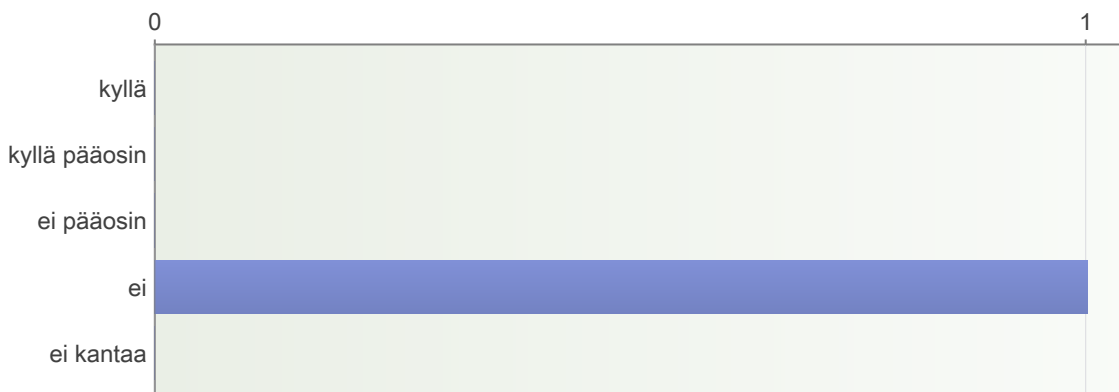 0 1
kyllä
kyllä pääosin
ei pääosin
ei
ei kantaa